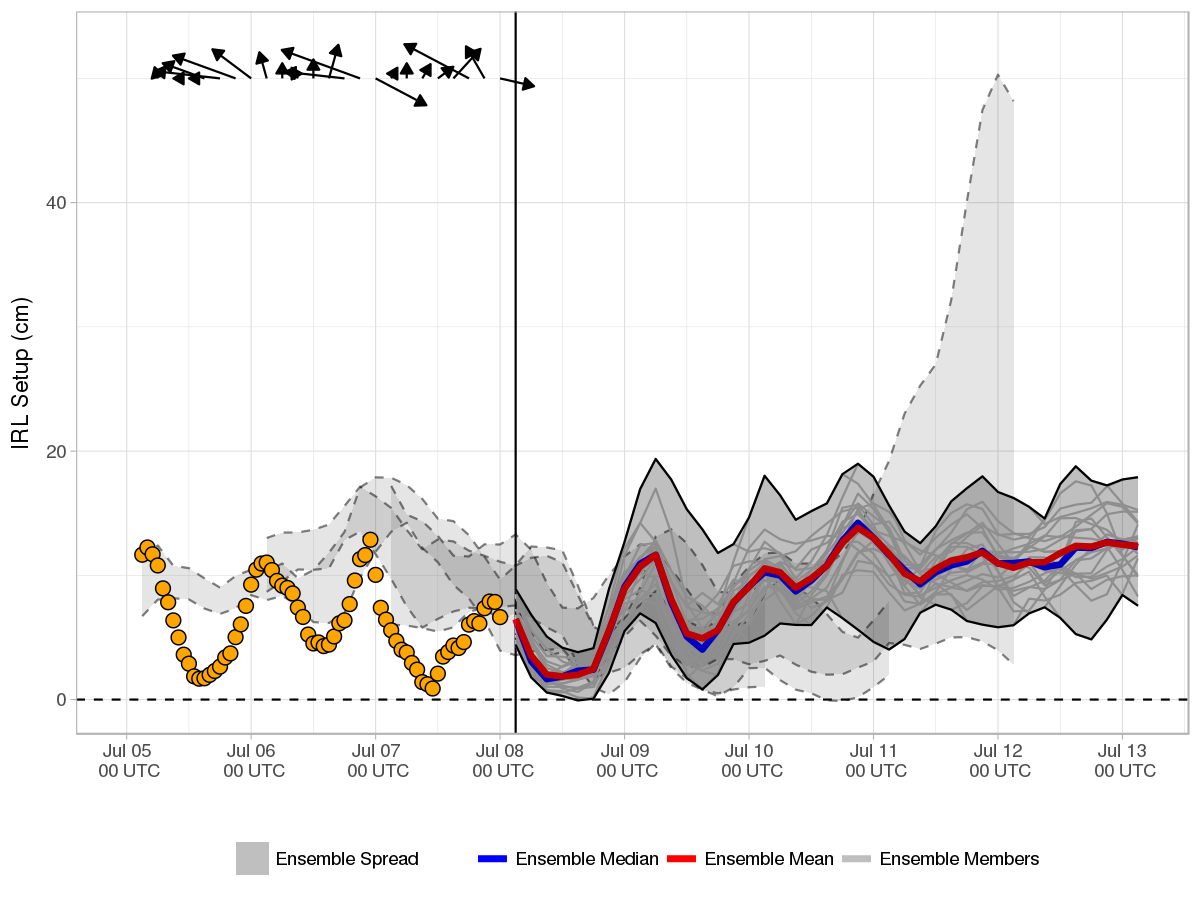 IRL Setup (cm)
40
20
0
Jul 05 Jul 06 Jul 07 Jul 08 Jul 09 Jul 10 Jul 11 Jul 12 Jul 13
00 UTC 00 UTC 00 UTC 00 UTC 00 UTC 00 UTC 00 UTC 00 UTC 00 UTC
Ensemble Spread Ensemble Median Ensemble Mean Ensemble Members